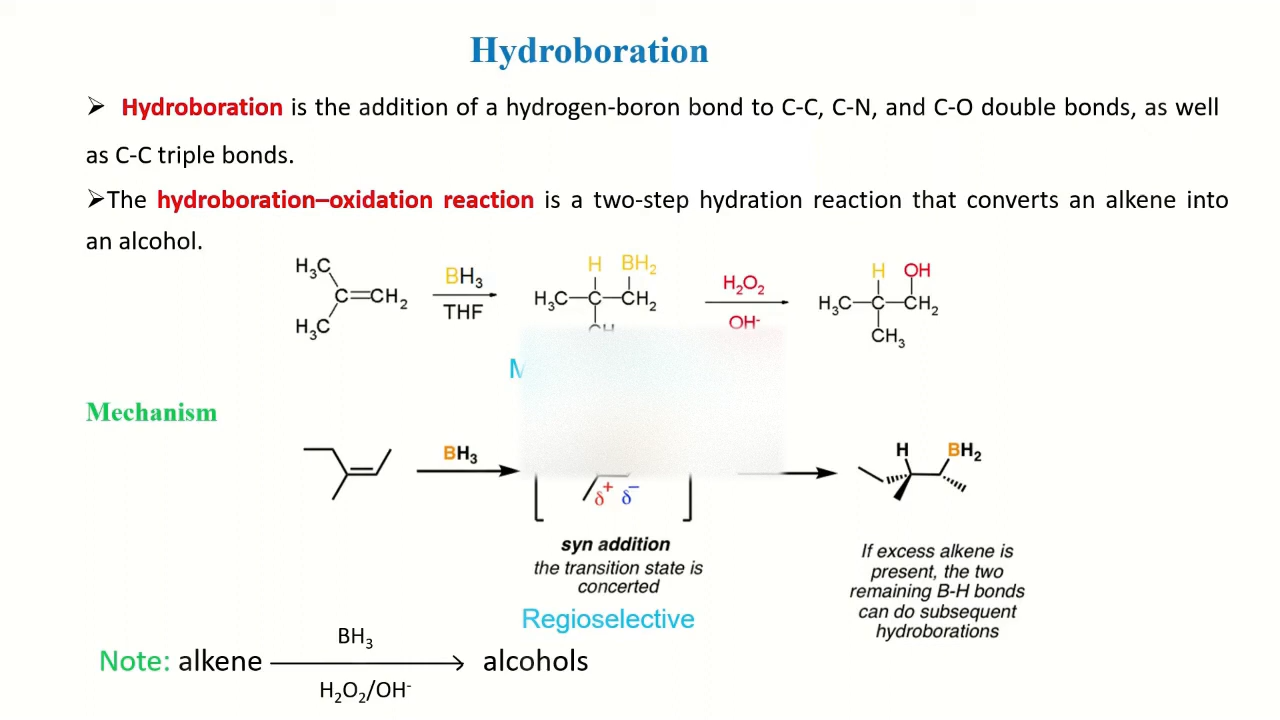 Hydroboration
➢ Hydroboration is the addition of a hydrogen-boron bond to C-C, C-N, and C-O double bonds, as well
as C-C triple bonds.
➢The hydroboration–oxidation reaction is a two-step hydration reaction that converts an alkene into
an alcohol.
H₃C
H₃C
C=CH₂
BH₃
THF
H BH₂
H₃C–C–CH₂
H₂O₂
OH-
H OH
H₃C–C–CH₂
CH₃
Mechanism
BH₃
δ+ δ–
H BH₂
syn addition
the transition state is
concerted
Regioselective
If excess alkene is
present, the two
remaining B-H bonds
can do subsequent
hydroborations
BH₃
Note: alkene ⟶ alcohols
H₂O₂/OH-